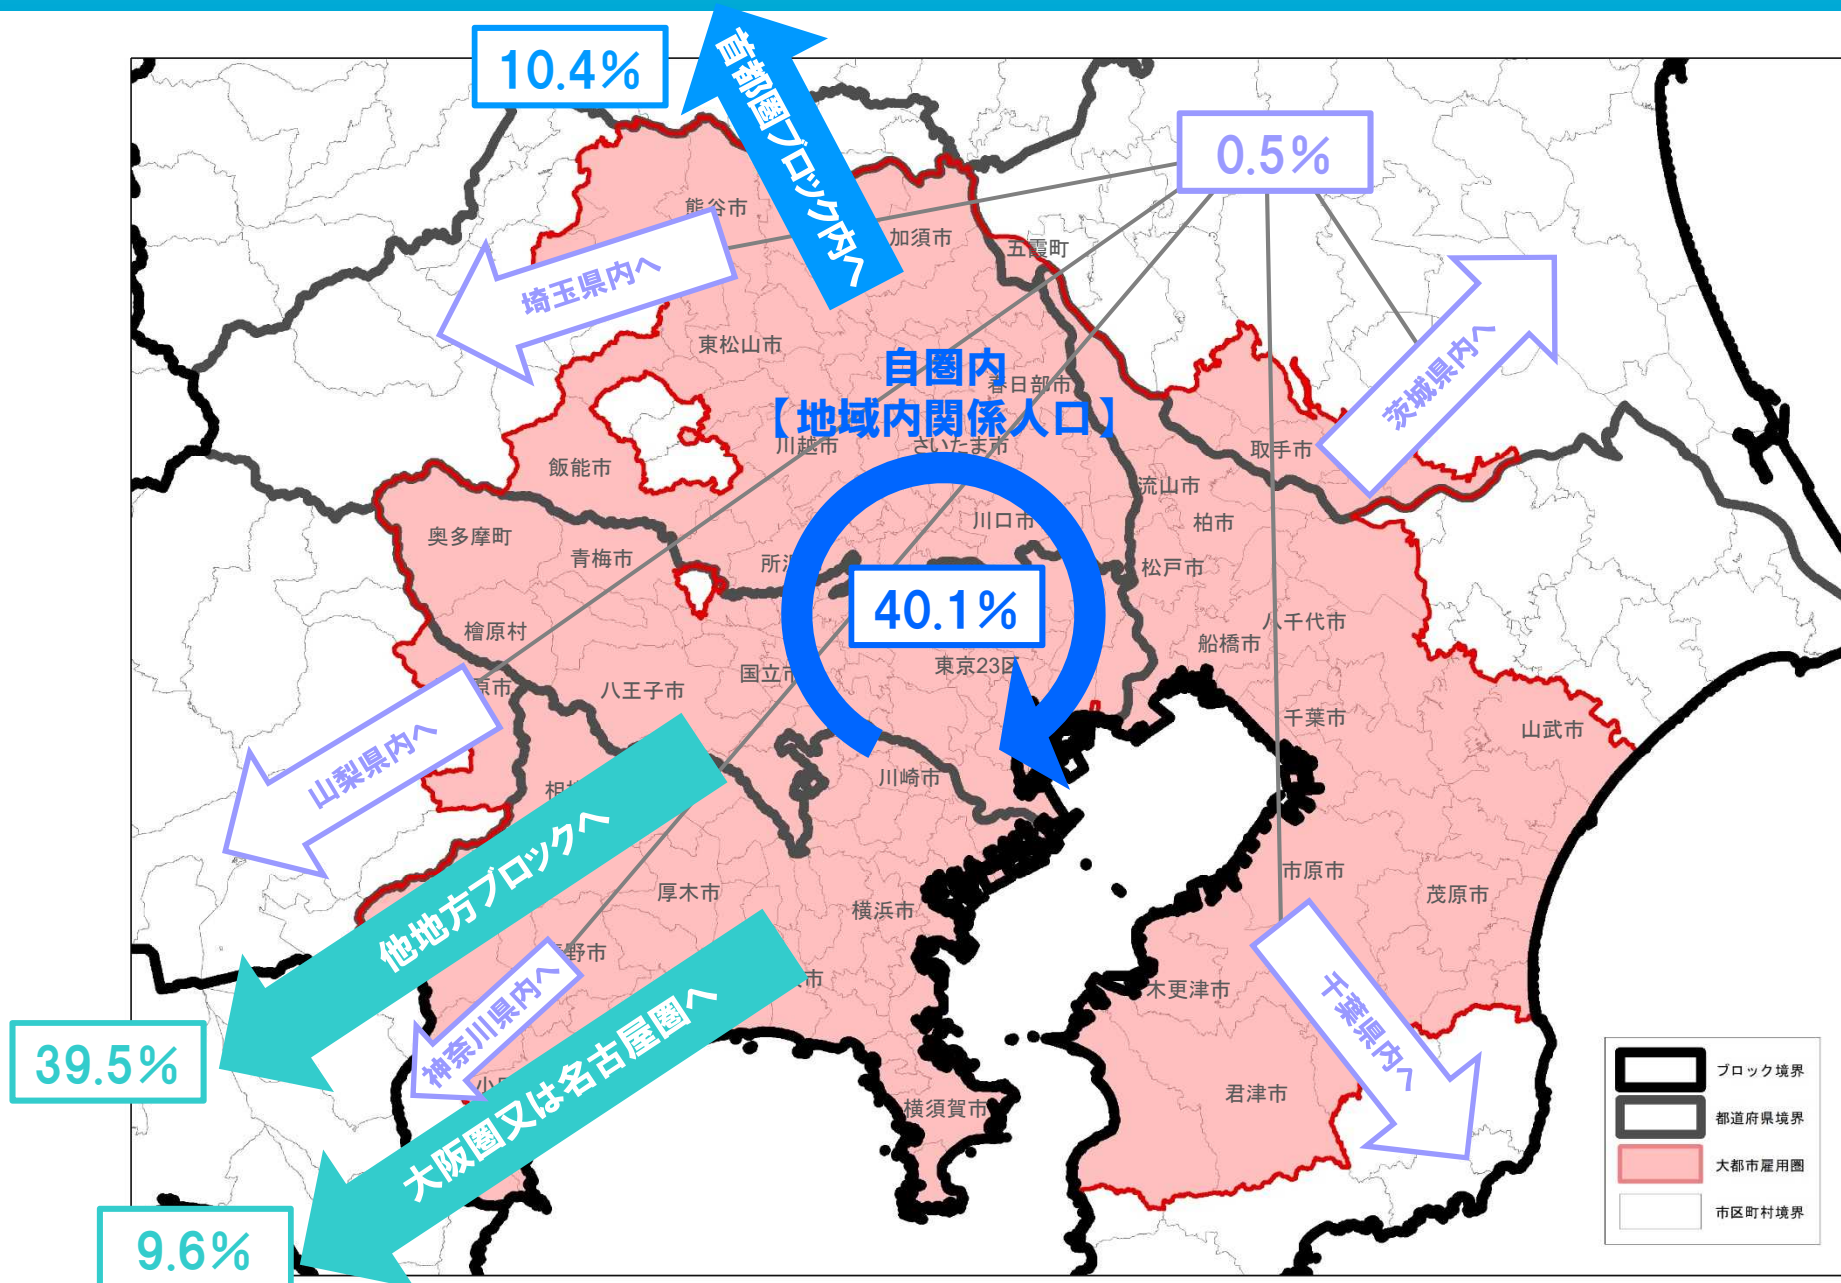 10.4%
首都圏ブロック内へ
0.5%
熊谷市
加須市
五霞町
埼玉県内へ
茨城県内へ
東松山市
自圏内
春日部市
【地域内関係人口】
川越市
さいたま市
取手市
飯能市
流山市
川口市
柏市
奥多摩町
青梅市
松戸市
40.1%
八千代市
檜原村
船橋市
東京23区
国立市
八王子市
千葉市
山武市
山梨県内へ
川崎市
他地方ブロックへ
市原市
茂原市
厚木市
横浜市
木更津市
千葉県内へ
神奈川県内へ
大阪圏又は名古屋圏へ
39.5%
君津市
横須賀市
9.6%
ブロック境界
都道府県境界
大都市雇用圏
市区町村境界